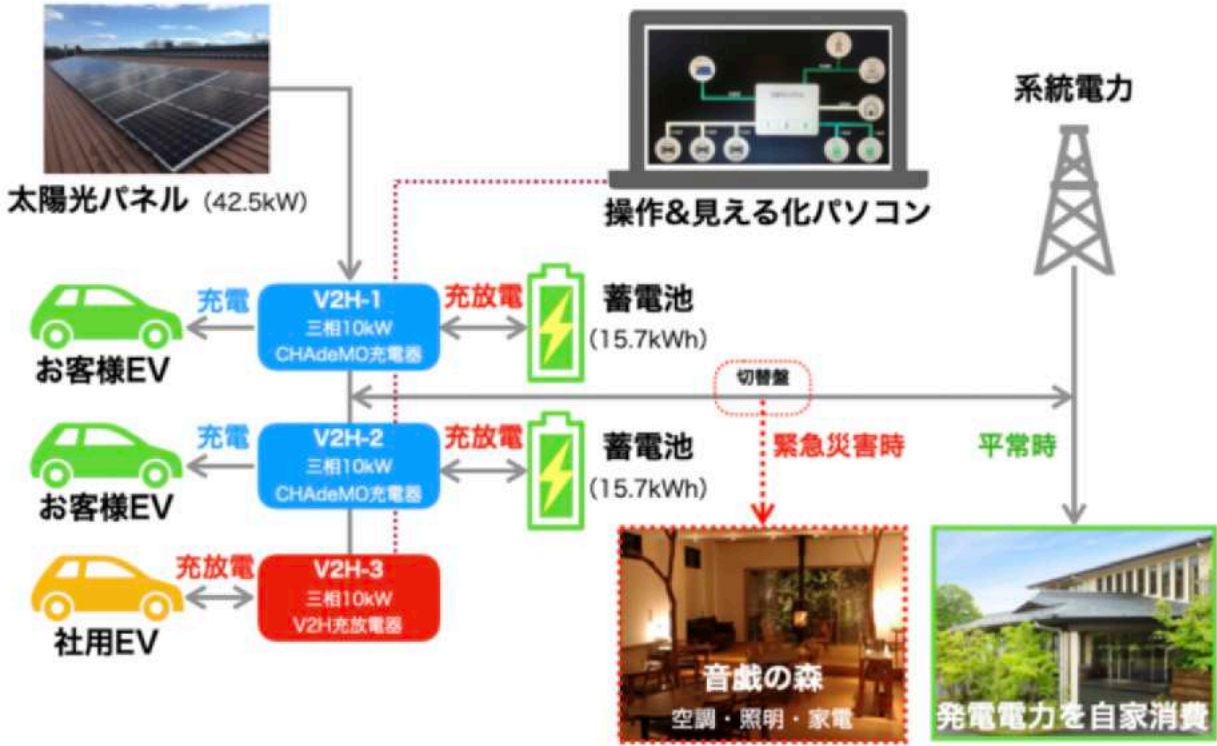 系統電力
太陽光パネル (42.5kW)
操作&見える化パソコン
充電
V2H-1
三相10kW
CHAdeMO充電器
充放電
蓄電池
(15.7kWh)
お客様EV
切替盤
充電
V2H-2
三相10kW
CHAdeMO充電器
充放電
蓄電池
(15.7kWh)
お客様EV
緊急災害時
平常時
充放電
V2H-3
三相10kW
V2H充放電器
社用EV
音戯の森
空調・照明・家電
発電電力を自家消費